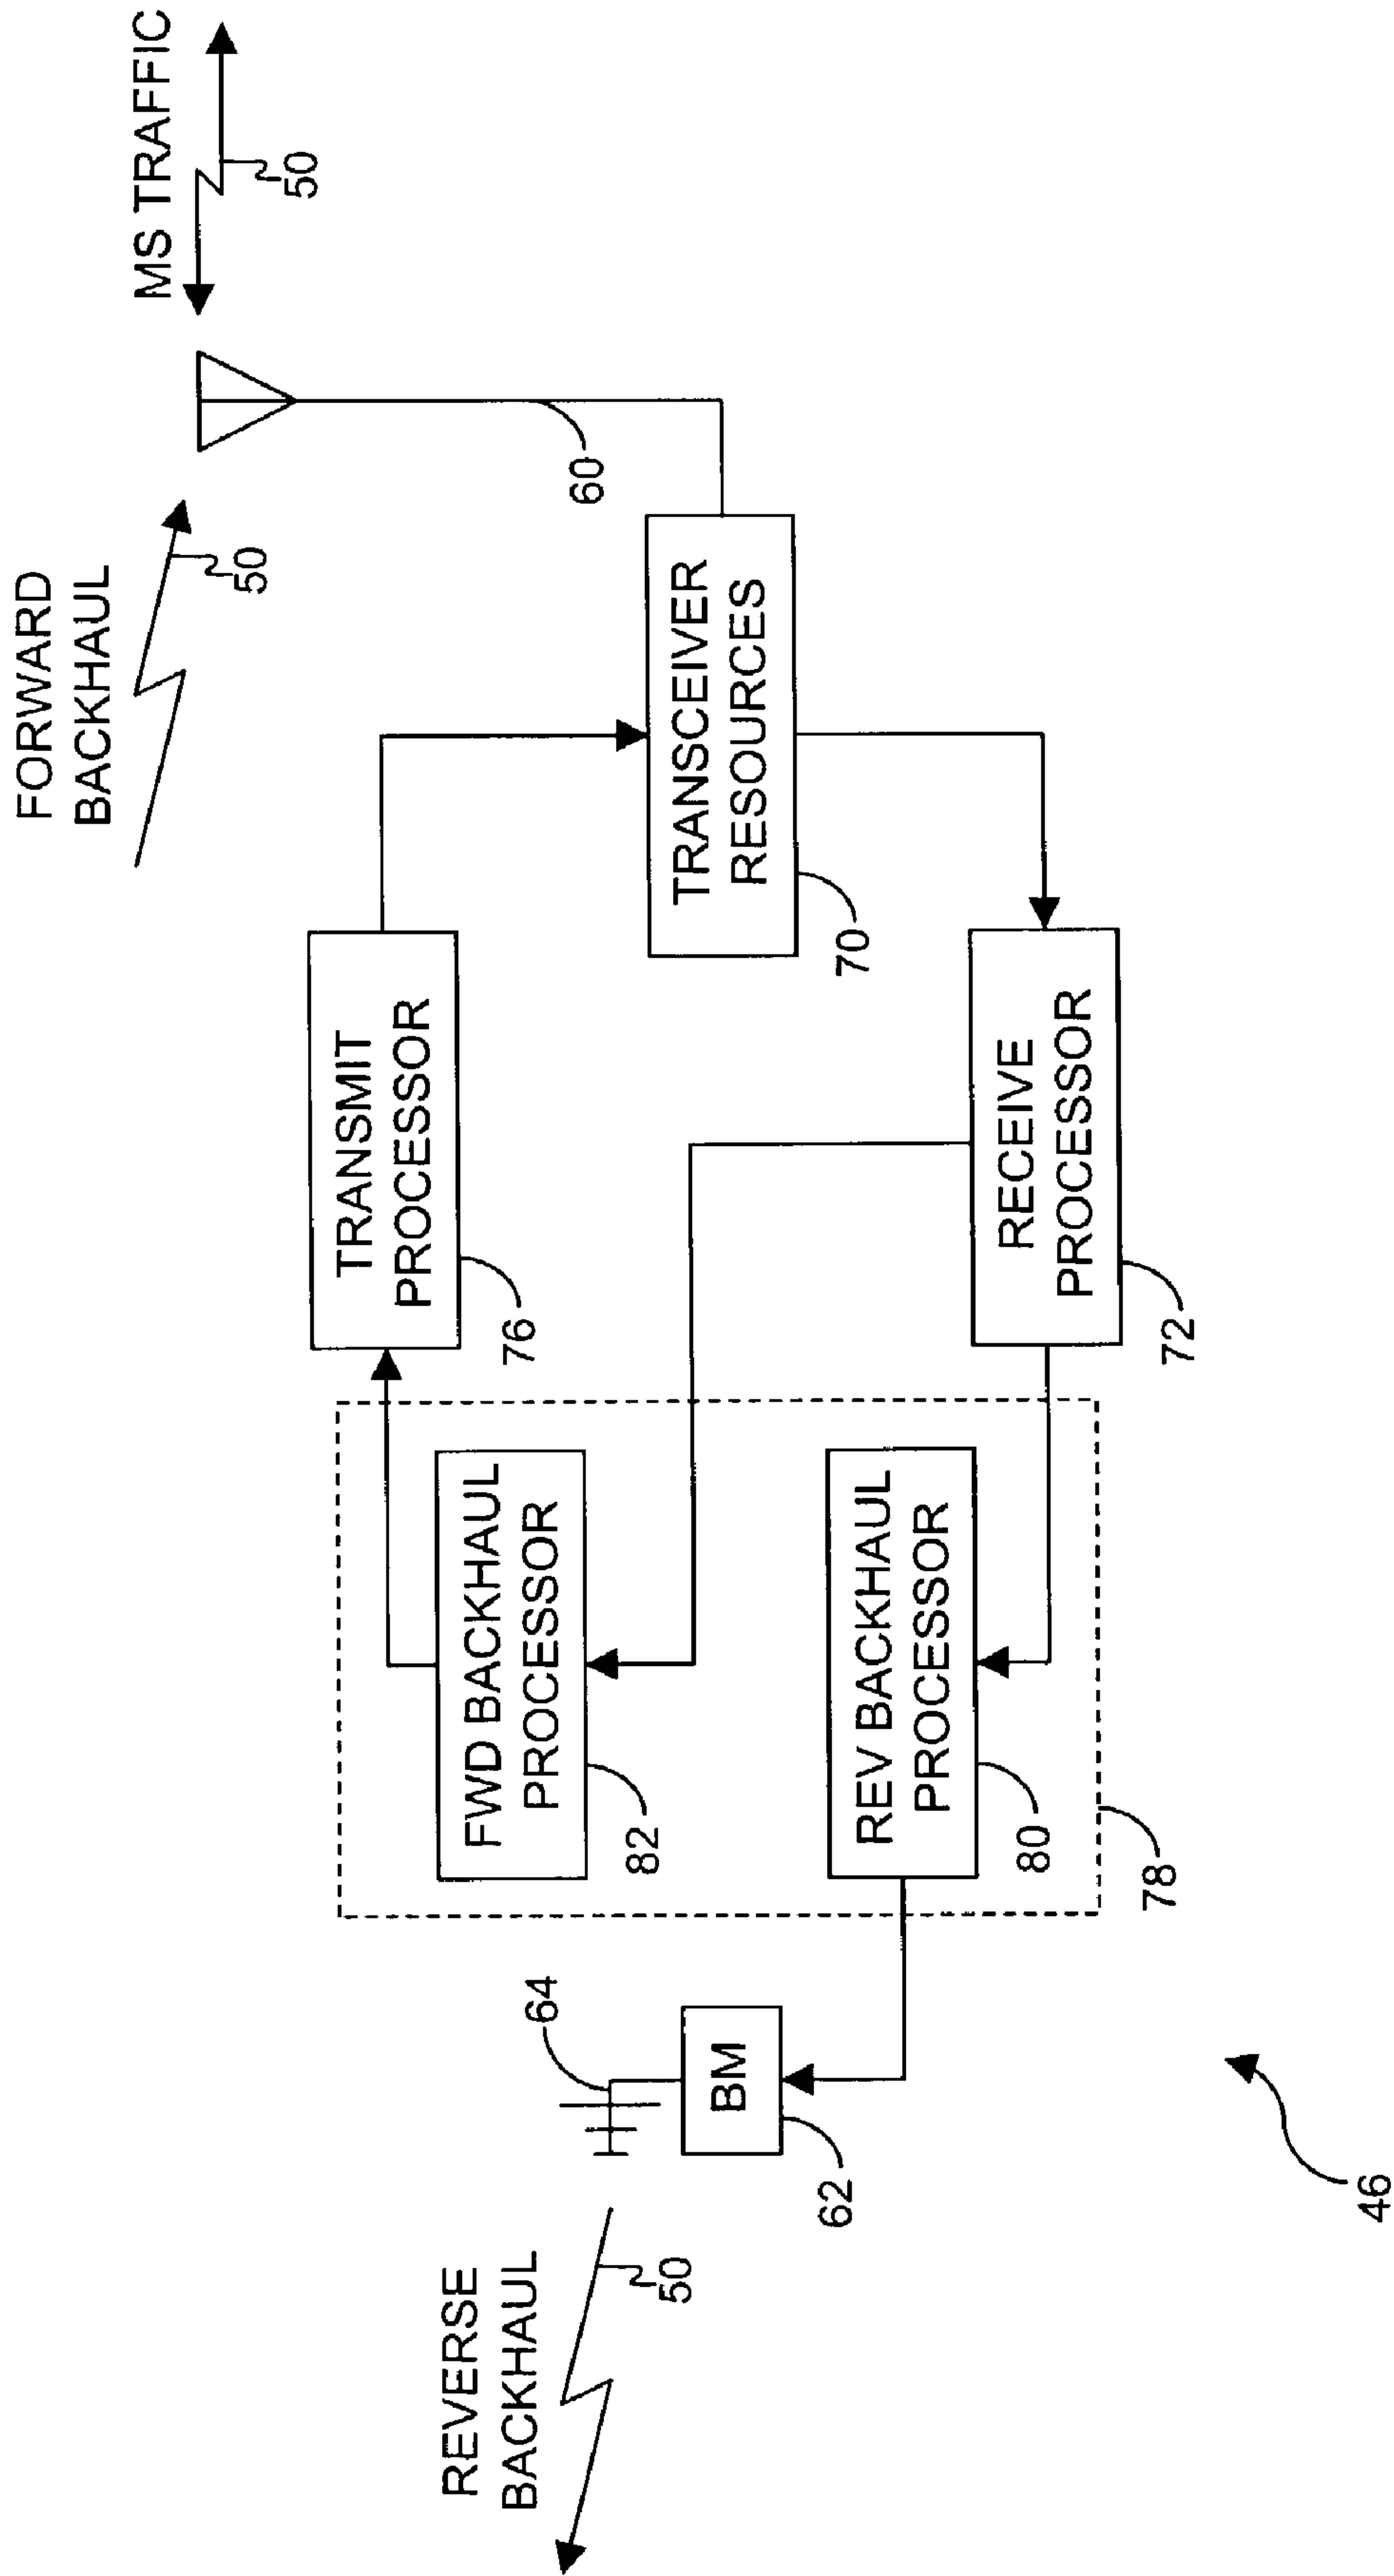 FORWARD
BACKHAUL
50
MS TRAFFIC
50
60
TRANSMIT
PROCESSOR
76
TRANSCEIVER
RESOURCES
70
RECEIVE
PROCESSOR
72
FWD BACKHAUL
PROCESSOR
82
REV BACKHAUL
PROCESSOR
80
78
64
BM
62
REVERSE
BACKHAUL
50
46